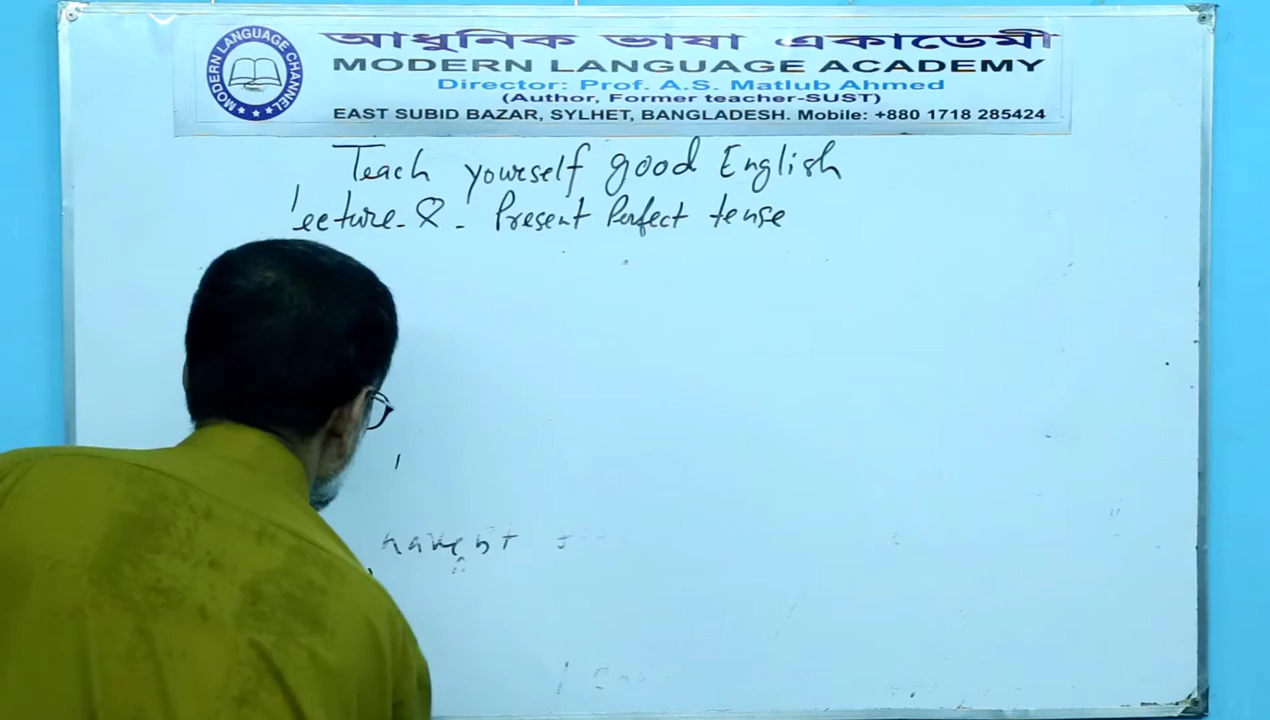 MODERN LANGUAGE CHANNEL
আধুনিক ভাষা একাডেমী
MODERN LANGUAGE ACADEMY
Director: Prof. A.S. Matlub Ahmed
(Author, Former teacher-SUST)
EAST SUBID BAZAR, SYLHET, BANGLADESH. Mobile: +880 1718 285424
Teach yourself good English
Lecture-8 - Present Perfect tense